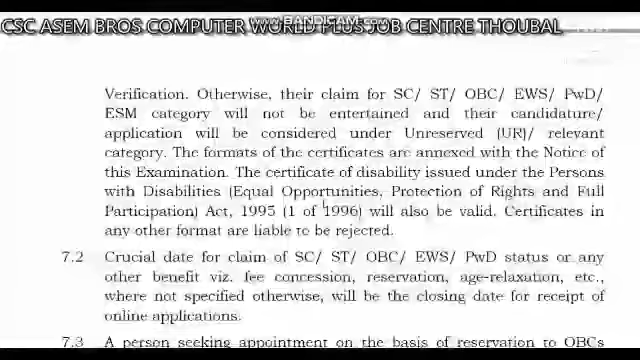 CSC ASEM BROS COMPUTER WORLD PLUS JOB CENTRE THOUBAL
WWW.BANDICAM.COM
Verification. Otherwise, their claim for SC/ ST/ OBC/ EWS/ PwD/
ESM category will not be entertained and their candidature/
application will be considered under Unreserved (UR)/ relevant
category. The formats of the certificates are annexed with the Notice of
this Examination. The certificate of disability issued under the Persons
with Disabilities (Equal Opportunities, Protection of Rights and Full
Participation) Act, 1995 (1 of 1996) will also be valid. Certificates in
any other format are liable to be rejected.
7.2 Crucial date for claim of SC/ ST/ OBC/ EWS/ PwD status or any
other benefit viz. fee concession, reservation, age-relaxation, etc.,
where not specified otherwise, will be the closing date for receipt of
online applications.
7.3 A person seeking appointment on the basis of reservation to OBCs